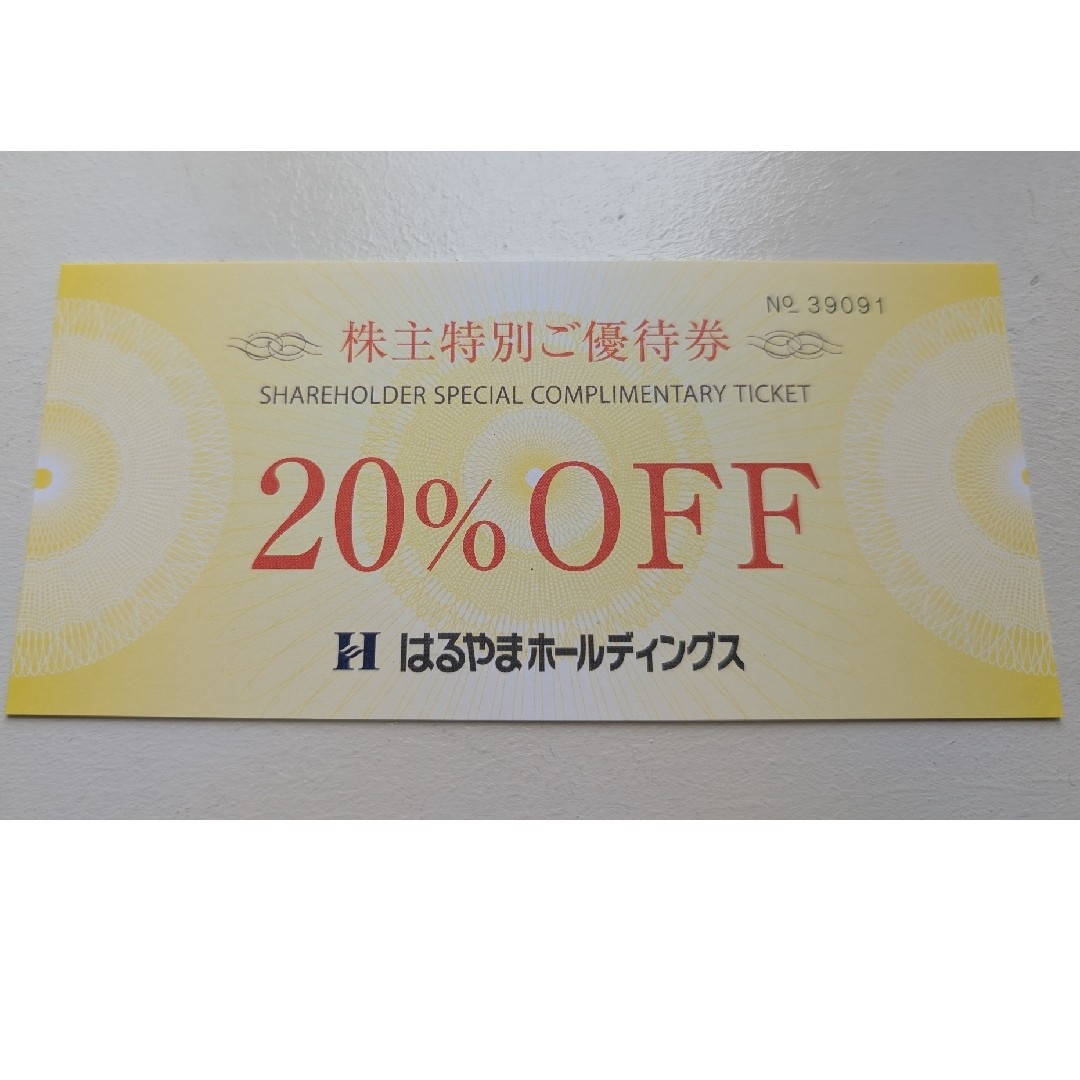 No 39091
株主特別ご優待券
SHAREHOLDER SPECIAL COMPLIMENTARY TICKET
20%OFF
H はるやまホールディングス